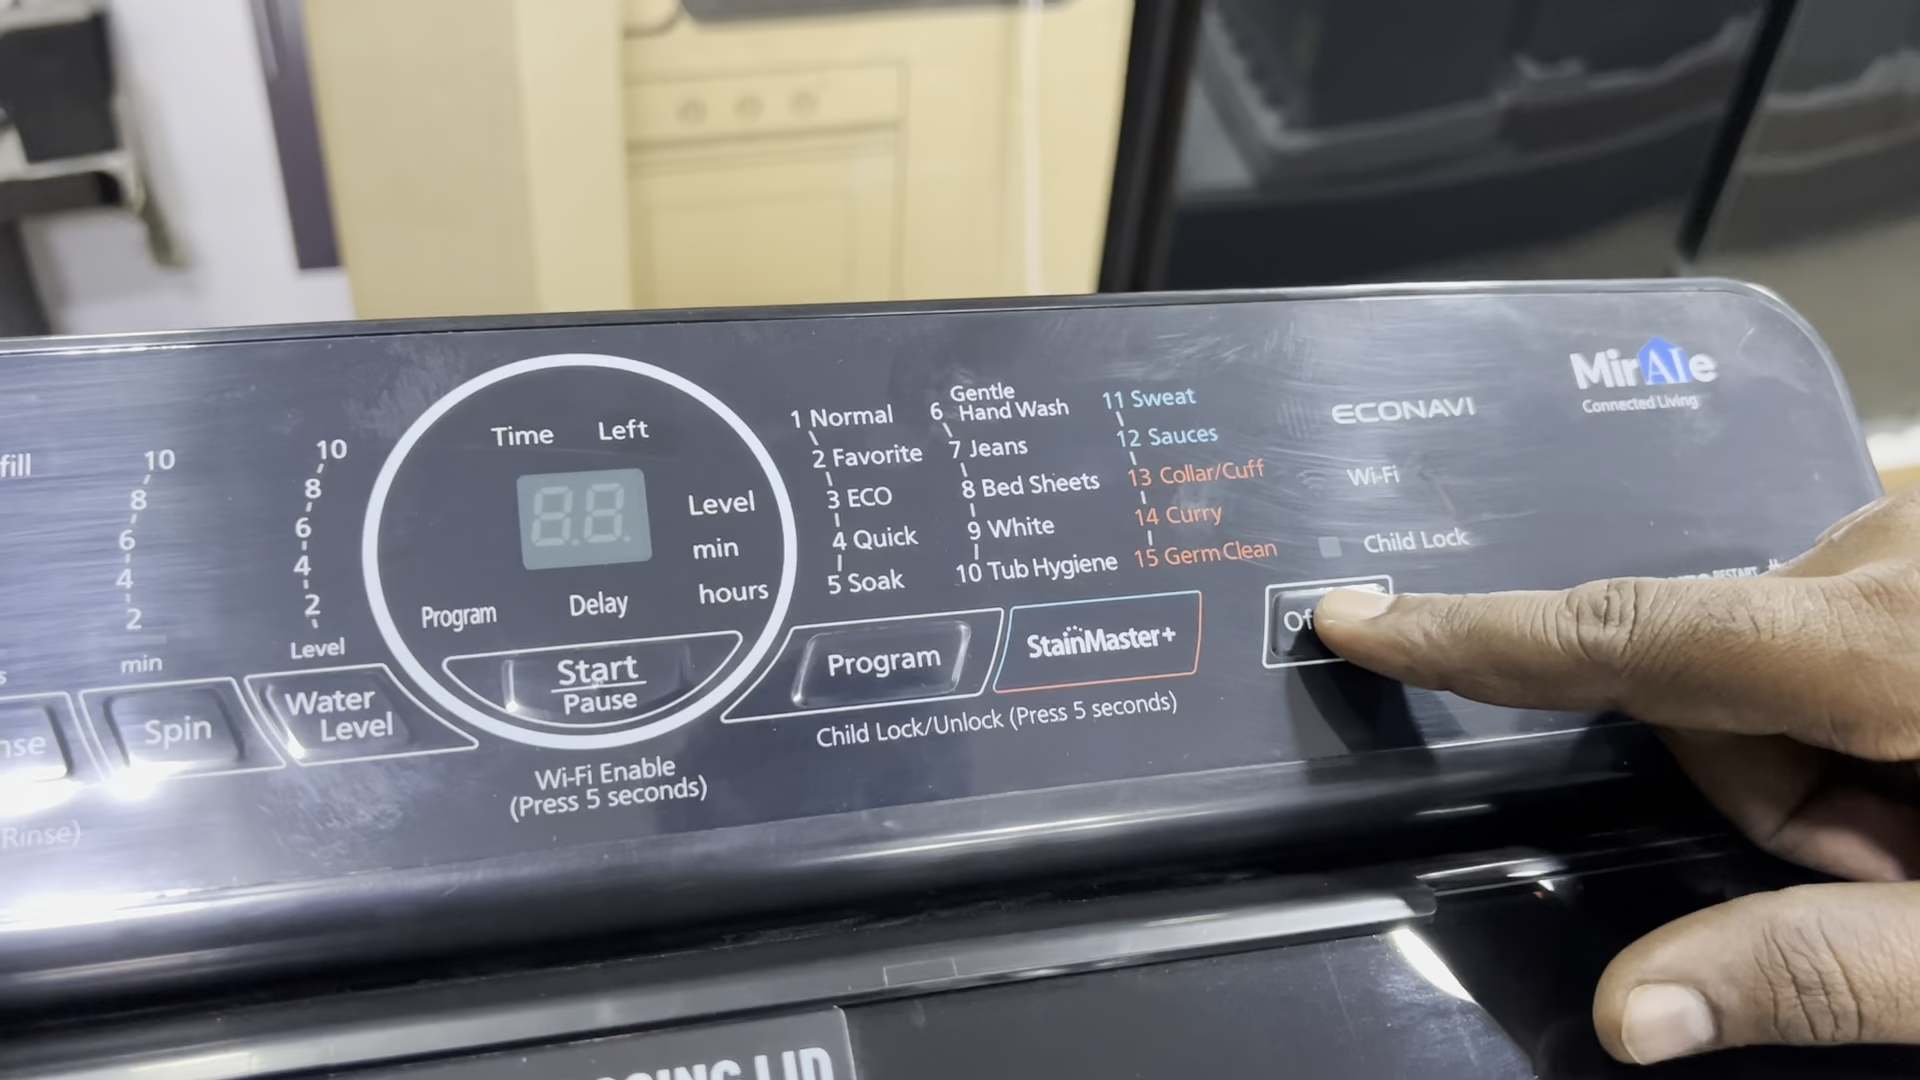 fill
10
8
6
4
2
min
Spin
10
8
6
4
2
Level
Water
Level
Time Left
88
Level
min
hours
Program
Delay
Start
Pause
Wi-Fi Enable
(Press 5 seconds)
1 Normal
2 Favorite
3 ECO
4 Quick
5 Soak
6 Gentle
Hand Wash
7 Jeans
8 Bed Sheets
9 White
10 Tub Hygiene
11 Sweat
12 Sauces
13 Collar/Cuff
14 Curry
15 Germ Clean
Program
StainMaster+
Child Lock/Unlock (Press 5 seconds)
ECONAVI
Wi-Fi
Child Lock
MirAIe
Connected Living
RESTART
Rinse)
LID